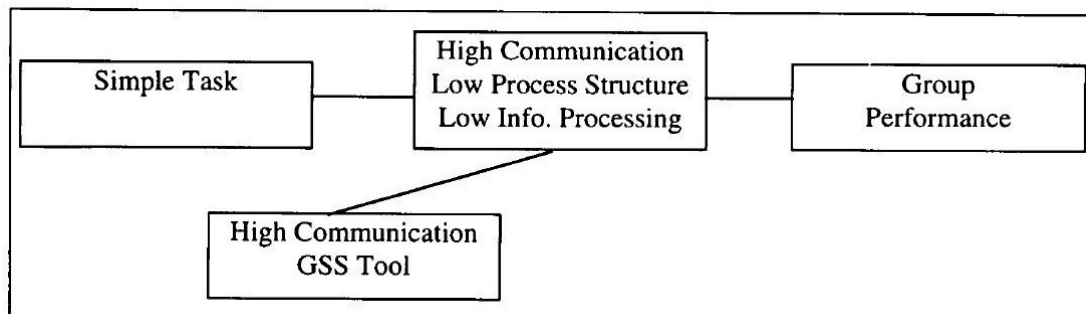 Simple Task
High Communication
Low Process Structure
Low Info. Processing
Group
Performance
High Communication
GSS Tool